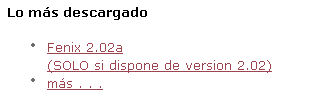 Lo más descargado
Fenix 2.02a
(SOLO si dispone de version 2.02)
más . . .